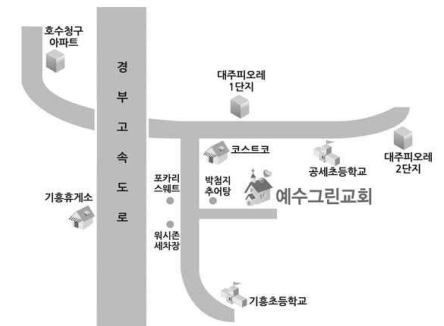 호수청구
아파트
경
부
고
속
도
로
대주피오레
1단지
코스트코
공세초등학교
대주피오레
2단지
포카리
스웨트
박첨지
추어탕
예수그린교회
기흥휴게소
워시존
세차장
기흥초등학교